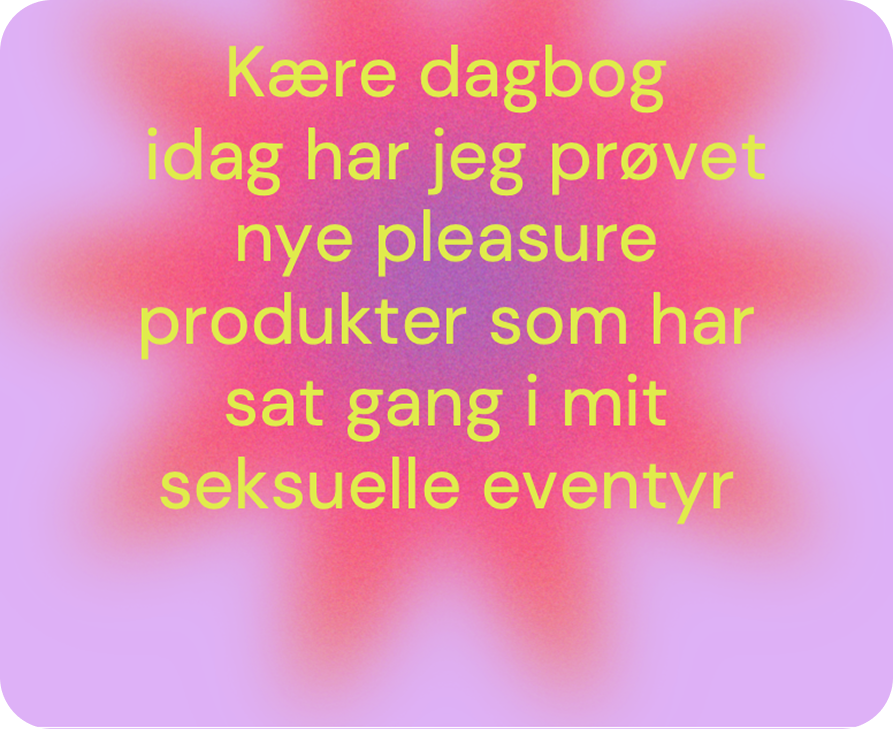 Kære dagbog
idag har jeg prøvet
nye pleasure
produkter som har
sat gang i mit
seksuelle eventyr